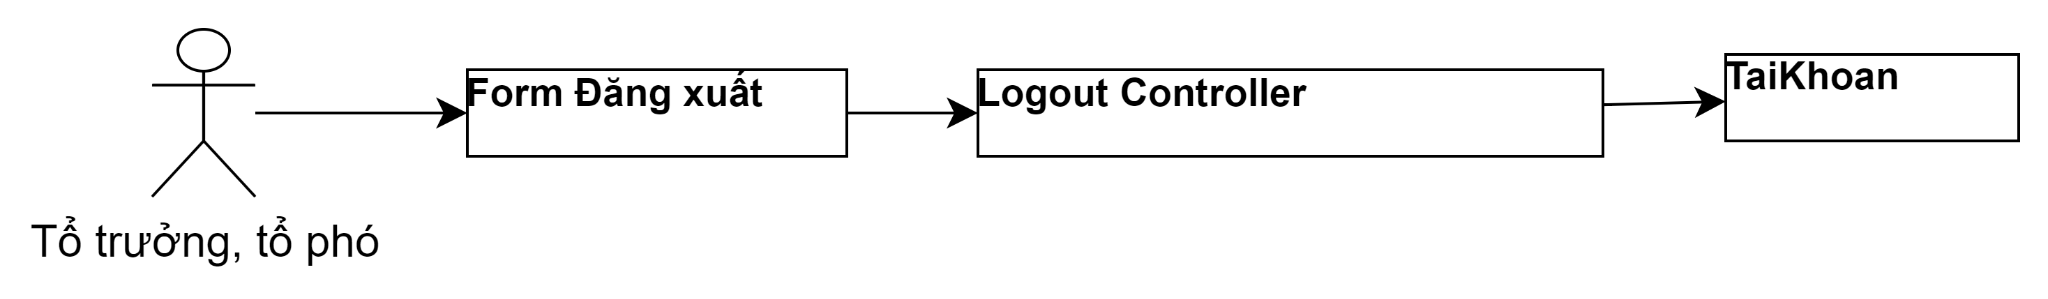 Form Đăng xuất
Logout Controller
TaiKhoan
Tổ trưởng, tổ phó